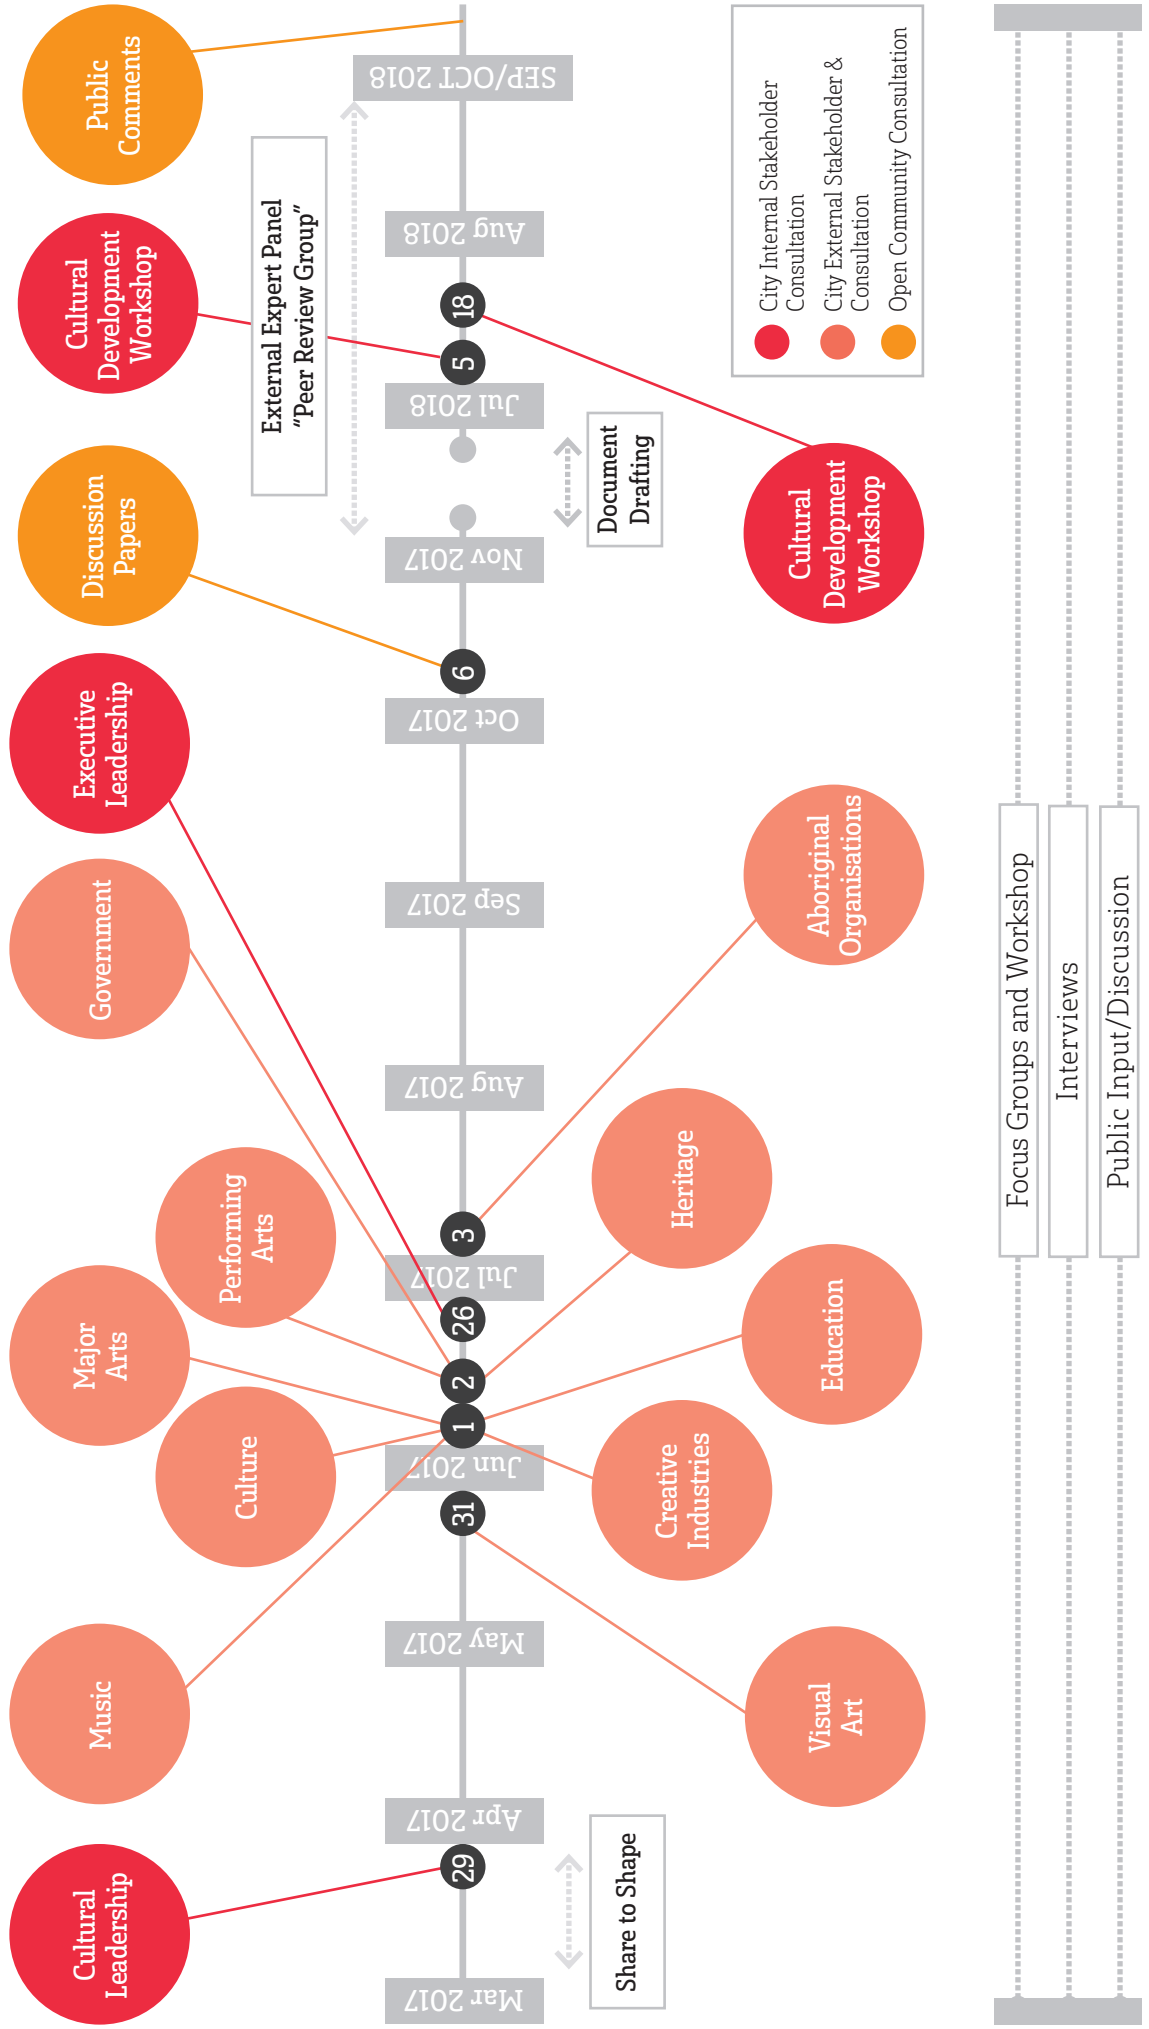 Cultural
Leadership
Music
Culture
Major
Arts
Performing
Arts
Government
Executive
Leadership
Discussion
Papers
Cultural
Development
Workshop
Public
Comments
External Expert Panel
“Peer Review Group”
Mar 2017
29
Apr 2017
May 2017
31
Jun 2017
1
2
26
Jul 2017
3
Aug 2017
Sep 2017
Oct 2017
6
Nov 2017
Jul 2018
5
18
Aug 2018
SEP/OCT 2018
Share to Shape
Document
Drafting
Visual
Art
Creative
Industries
Education
Heritage
Aboriginal
Organisations
Cultural
Development
Workshop
City Internal Stakeholder
Consultation
City External Stakeholder &
Consultation
Open Community Consultation
Focus Groups and Workshop
Interviews
Public Input/Discussion